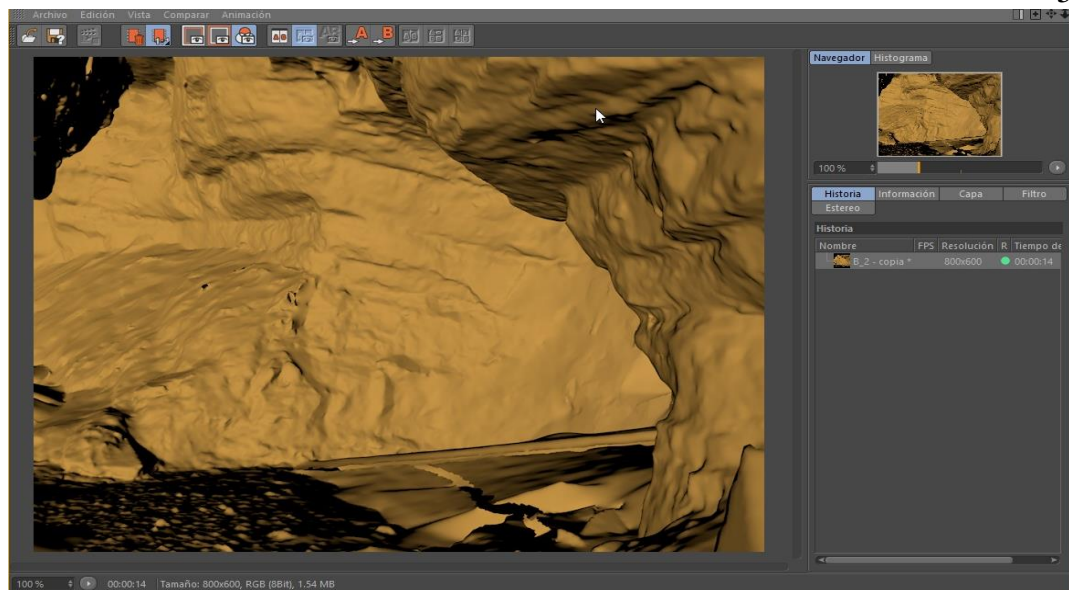 Archivo Edición Vista Comparar Animación
A B AB A B
Navegador Histograma
100 %
Historia Información Capa Filtro
Estereo
Historia
Nombre FPS Resolución R Tiempo de
B_2 - copia * 800x600 00:00:14
100 % 00:00:14 Tamaño: 800x600, RGB (8Bit), 1.54 MB